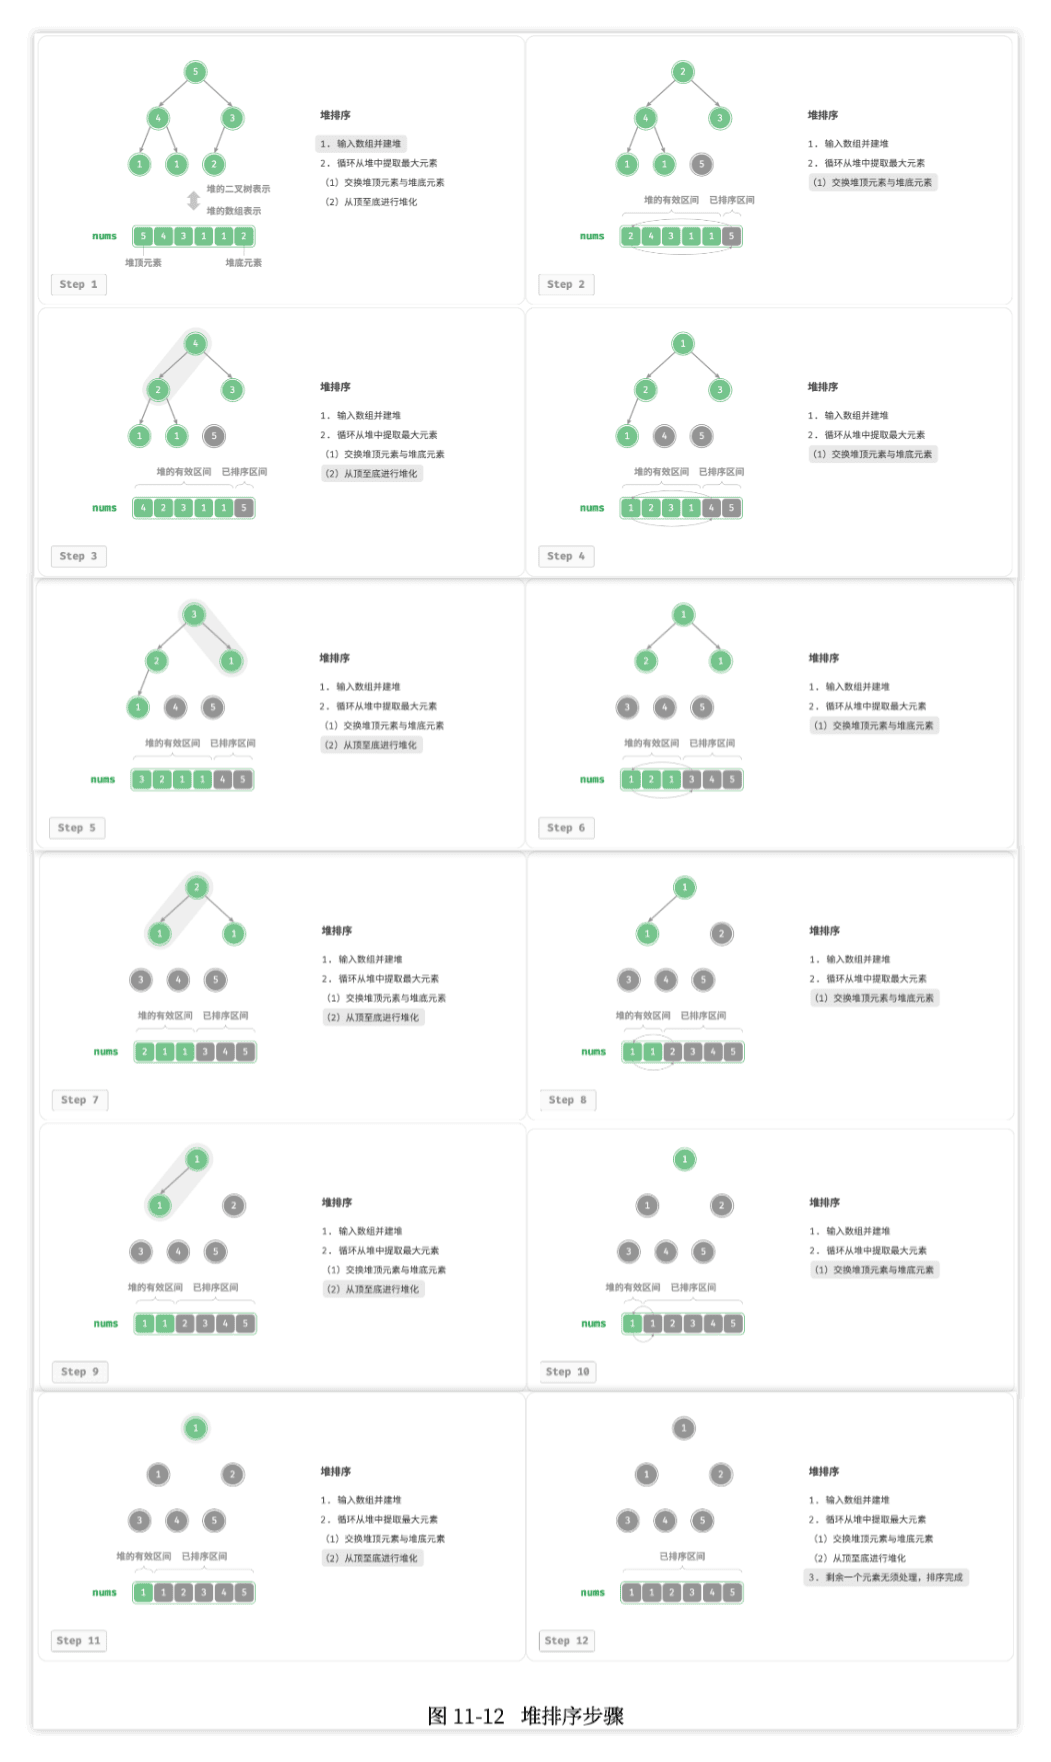 5
4 3
1 1 2
堆的二叉树表示
堆的数组表示
nums 5 4 3 1 1 2
堆顶元素 堆底元素
堆排序
1. 输入数组并建堆
2. 循环从堆中提取最大元素
（1）交换堆顶元素与堆底元素
（2）从顶至底进行堆化
Step 1
2
4 3
1 1 5
堆的有效区间 已排序区间
nums 2 4 3 1 1 5
堆排序
1. 输入数组并建堆
2. 循环从堆中提取最大元素
（1）交换堆顶元素与堆底元素
Step 2
4
2 3
1 1 5
堆的有效区间 已排序区间
nums 4 2 3 1 1 5
堆排序
1. 输入数组并建堆
2. 循环从堆中提取最大元素
（1）交换堆顶元素与堆底元素
（2）从顶至底进行堆化
Step 3
1
2 3
1 4 5
堆的有效区间 已排序区间
nums 1 2 3 1 4 5
堆排序
1. 输入数组并建堆
2. 循环从堆中提取最大元素
（1）交换堆顶元素与堆底元素
Step 4
3
2 1
1 4 5
堆的有效区间 已排序区间
nums 3 2 1 1 4 5
堆排序
1. 输入数组并建堆
2. 循环从堆中提取最大元素
（1）交换堆顶元素与堆底元素
（2）从顶至底进行堆化
Step 5
1
2 1
3 4 5
堆的有效区间 已排序区间
nums 1 2 1 3 4 5
堆排序
1. 输入数组并建堆
2. 循环从堆中提取最大元素
（1）交换堆顶元素与堆底元素
Step 6
2
1 1
3 4 5
堆的有效区间 已排序区间
nums 2 1 1 3 4 5
堆排序
1. 输入数组并建堆
2. 循环从堆中提取最大元素
（1）交换堆顶元素与堆底元素
（2）从顶至底进行堆化
Step 7
1
1 2
3 4 5
堆的有效区间 已排序区间
nums 1 1 2 3 4 5
堆排序
1. 输入数组并建堆
2. 循环从堆中提取最大元素
（1）交换堆顶元素与堆底元素
Step 8
1
1 2
3 4 5
堆的有效区间 已排序区间
nums 1 1 2 3 4 5
堆排序
1. 输入数组并建堆
2. 循环从堆中提取最大元素
（1）交换堆顶元素与堆底元素
（2）从顶至底进行堆化
Step 9
1
1 2
3 4 5
堆的有效区间 已排序区间
nums 1 1 2 3 4 5
堆排序
1. 输入数组并建堆
2. 循环从堆中提取最大元素
（1）交换堆顶元素与堆底元素
Step 10
1
1 2
3 4 5
堆的有效区间 已排序区间
nums 1 1 2 3 4 5
堆排序
1. 输入数组并建堆
2. 循环从堆中提取最大元素
（1）交换堆顶元素与堆底元素
（2）从顶至底进行堆化
Step 11
1
1 2
3 4 5
已排序区间
nums 1 1 2 3 4 5
堆排序
1. 输入数组并建堆
2. 循环从堆中提取最大元素
（1）交换堆顶元素与堆底元素
（2）从顶至底进行堆化
3. 剩余一个元素无须处理，排序完成
Step 12
图 11-12 堆排序步骤